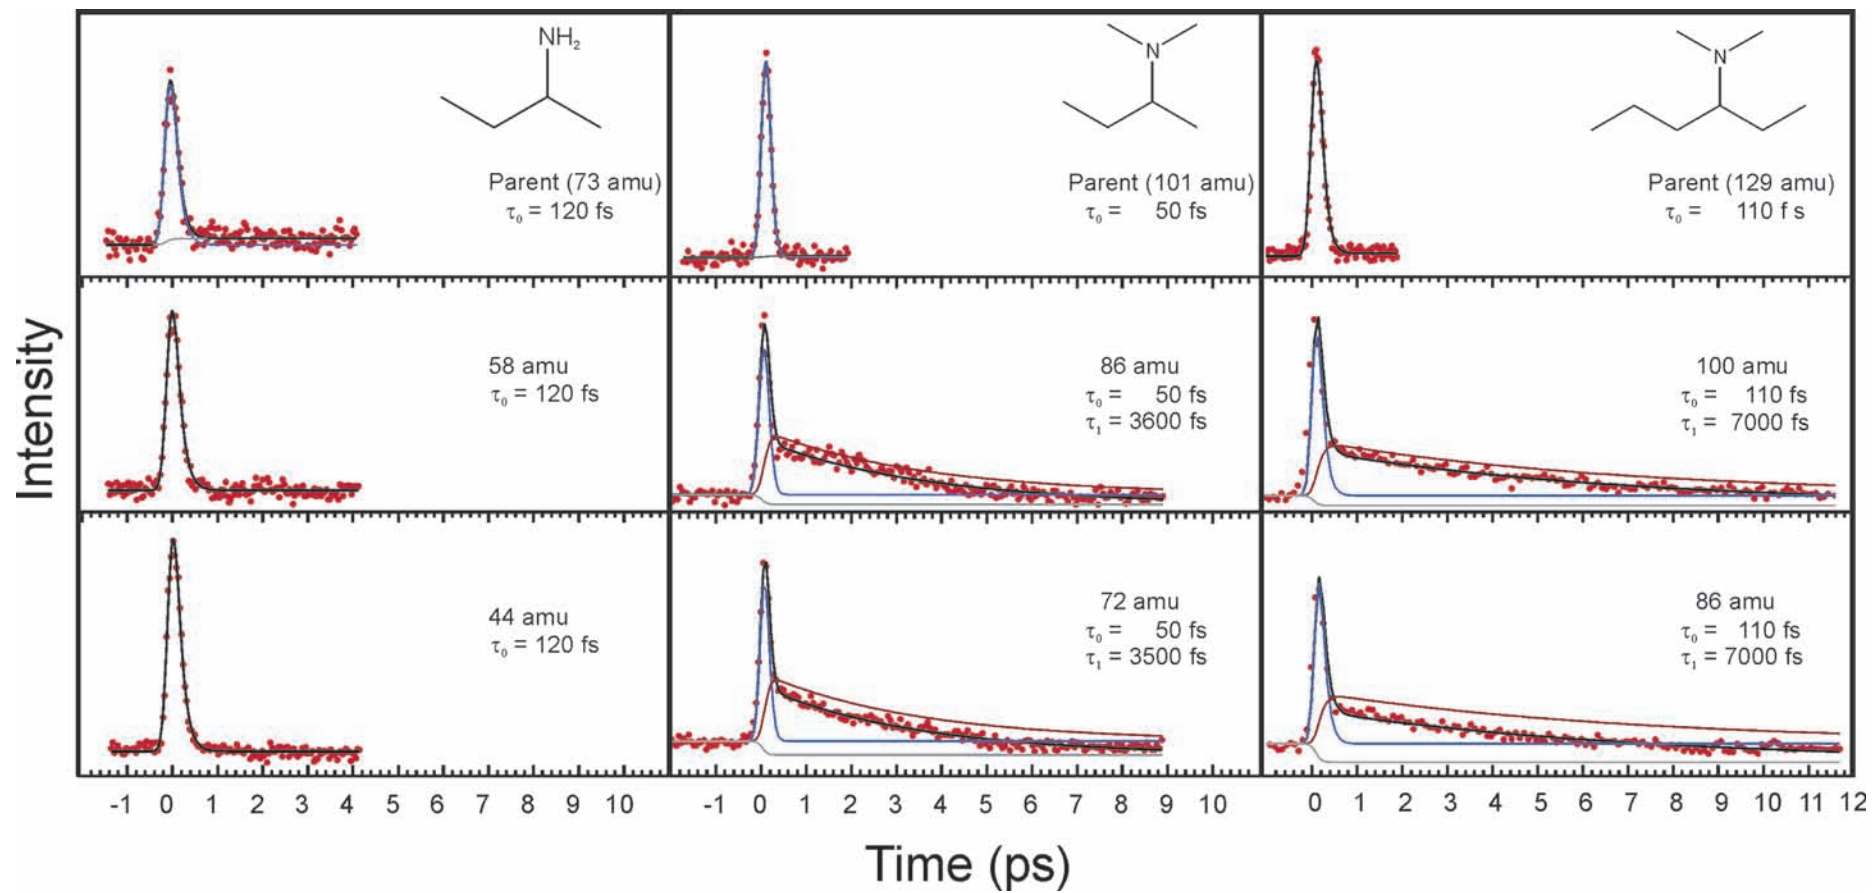 Intensity
NH₂
Parent (73 amu)
τ₀ = 120 fs
N
Parent (101 amu)
τ₀ = 50 fs
N
Parent (129 amu)
τ₀ = 110 f s
58 amu
τ₀ = 120 fs
86 amu
τ₀ = 50 fs
τ₁ = 3600 fs
100 amu
τ₀ = 110 fs
τ₁ = 7000 fs
44 amu
τ₀ = 120 fs
72 amu
τ₀ = 50 fs
τ₁ = 3500 fs
86 amu
τ₀ = 110 fs
τ₁ = 7000 fs
-1 0 1 2 3 4 6 7 8 9 10
-1 0 1 2 3 4 5 6 7 8 9 10
0 1 2 3 4 5 6 7 8 9 10 11 12
Time (ps)